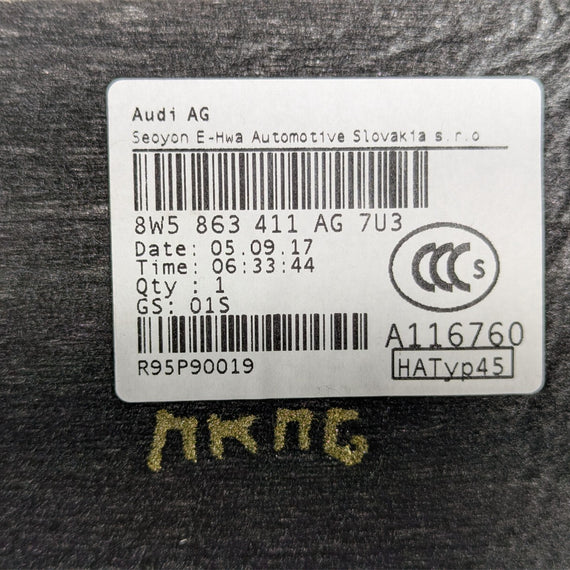 Audi AG
Seoyon E-Hwa Automotive Slovakia s.r.o
8W5 863 411 AG 7U3
Date: 05.09.17
Time: 06:33:44
Qty : 1
GS: 01S
CCC S
A116760
R95P90019
HATyp45